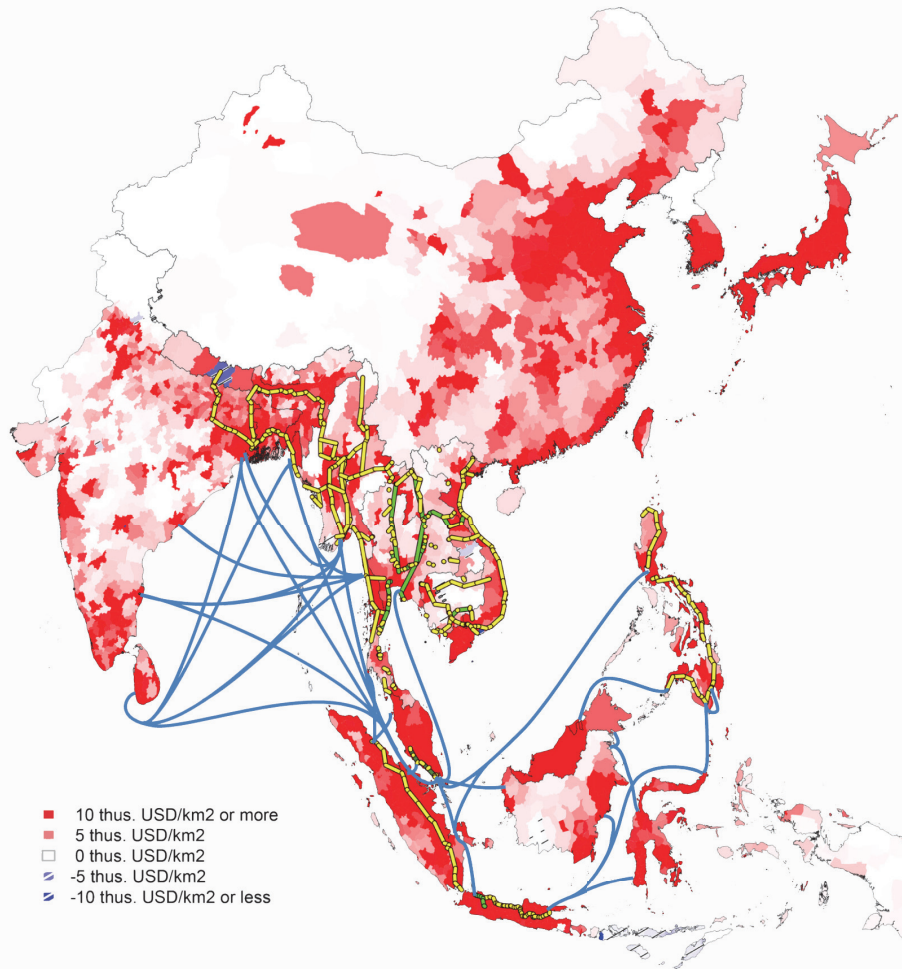 10 thus. USD/km2 or more
5 thus. USD/km2
0 thus. USD/km2
-5 thus. USD/km2
-10 thus. USD/km2 or less